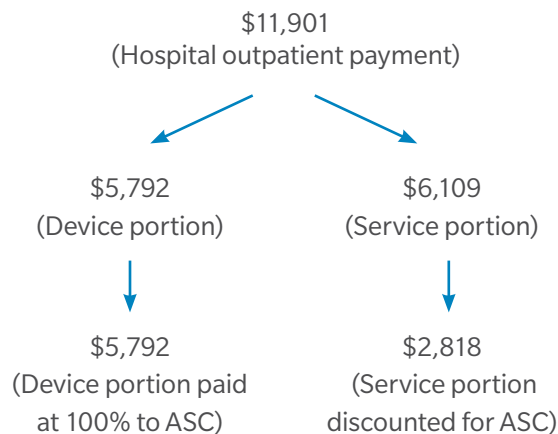 $11,901
(Hospital outpatient payment)
$5,792
(Device portion)
$6,109
(Service portion)
$5,792
(Device portion paid
at 100% to ASC)
$2,818
(Service portion
discounted for ASC)